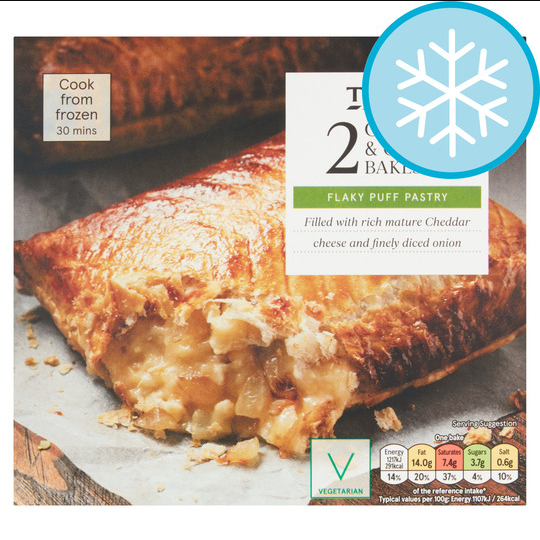 Cook
from
frozen
30 mins
2
&
BAKES
FLAKY PUFF PASTRY
Filled with rich mature Cheddar
cheese and finely diced onion
Serving Suggestion
One bake
Energy Fat Saturates Sugars Salt
1217kJ
291kcal 14.0g 7.4g 3.7g 0.6g
14% 20% 37% 4% 10%
of the reference intake*
Typical values per 100g: Energy 1107kJ / 264kcal
V
VEGETARIAN